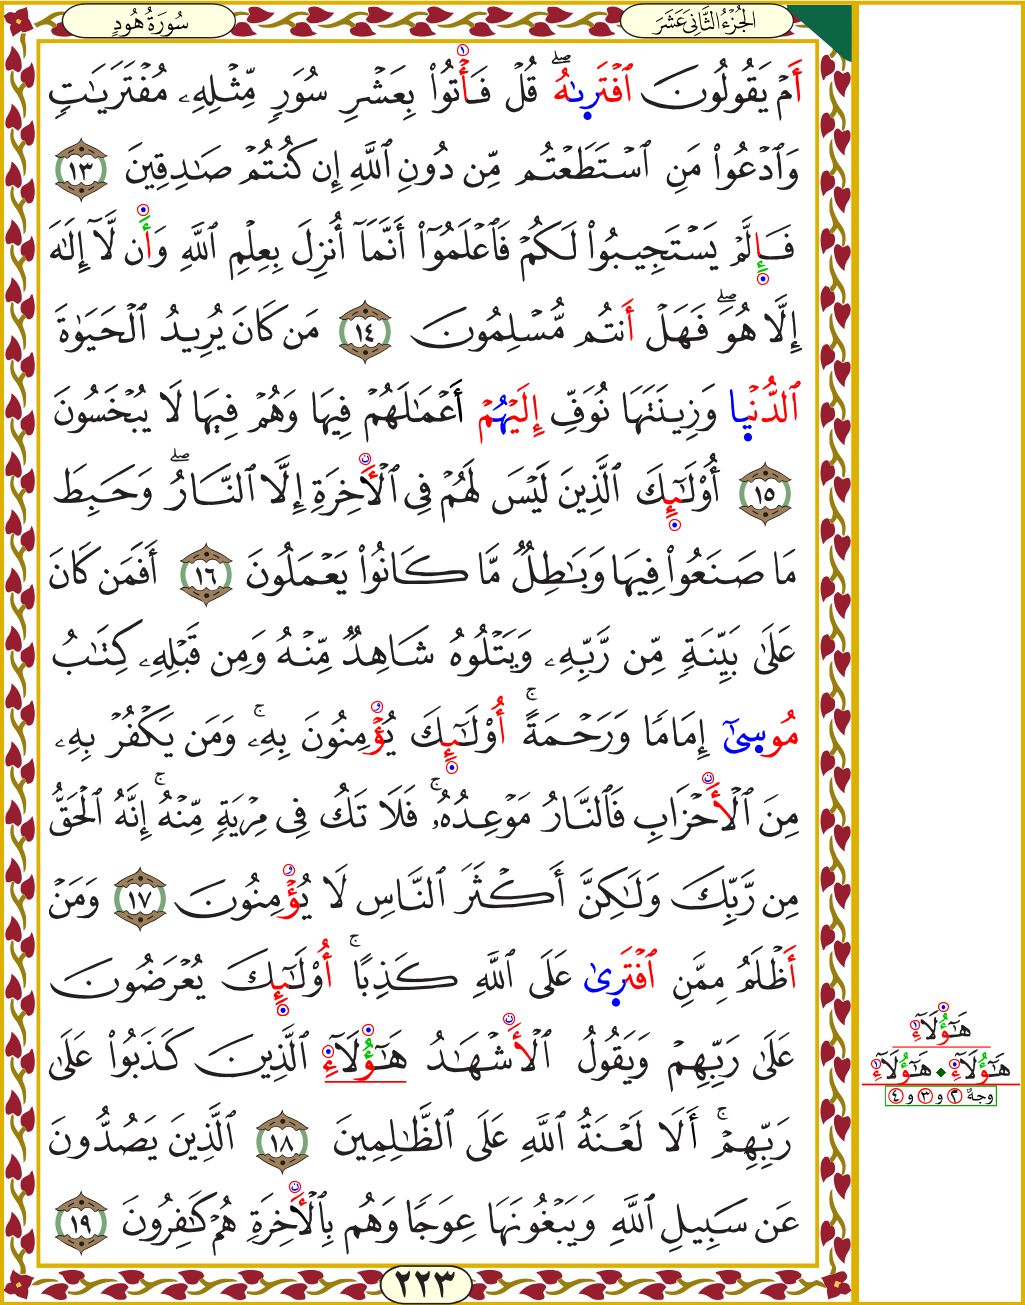 الجُزْءُ الثَّانِيَ عَشَرَ
سُورَةُ هُودٍ
أَمۡ يَقُولُونَ ٱفۡتَرَىٰهُۖ قُلۡ فَأۡتُواْ بِعَشۡرِ سُوَرٖ مِّثۡلِهِۦ مُفۡتَرَيَٰتٖ
وَٱدۡعُواْ مَنِ ٱسۡتَطَعۡتُم مِّن دُونِ ٱللَّهِ إِن كُنتُمۡ صَٰدِقِينَ ١٣
فَإِلَّمۡ يَسۡتَجِيبُواْ لَكُمۡ فَٱعۡلَمُوٓاْ أَنَّمَآ أُنزِلَ بِعِلۡمِ ٱللَّهِ وَأَن لَّآ إِلَٰهَ
إِلَّا هُوَۖ فَهَلۡ أَنتُم مُّسۡلِمُونَ ١٤ مَن كَانَ يُرِيدُ ٱلۡحَيَوٰةَ
ٱلدُّنۡيَا وَزِينَتَهَا نُوَفِّ إِلَيۡهُمۡ أَعۡمَٰلَهُمۡ فِيهَا وَهُمۡ فِيهَا لَا يُبۡخَسُونَ
١٥ أُوْلَٰٓئِكَ ٱلَّذِينَ لَيۡسَ لَهُمۡ فِي ٱلۡأٓخِرَةِ إِلَّا ٱلنَّارُۖ وَحَبِطَ
مَا صَنَعُواْ فِيهَا وَبَٰطِلٞ مَّا كَانُواْ يَعۡمَلُونَ ١٦ أَفَمَن كَانَ
عَلَىٰ بَيِّنَةٖ مِّن رَّبِّهِۦ وَيَتۡلُوهُ شَاهِدٞ مِّنۡهُ وَمِن قَبۡلِهِۦ كِتَٰبُ
مُوسَىٰٓ إِمَامٗا وَرَحۡمَةًۚ أُوْلَٰٓئِكَ يُؤۡمِنُونَ بِهِۦۚ وَمَن يَكۡفُرۡ بِهِۦ
مِنَ ٱلۡأَحۡزَابِ فَٱلنَّارُ مَوۡعِدُهُۥۚ فَلَا تَكُ فِي مِرۡيَةٖ مِّنۡهُۚ إِنَّهُ ٱلۡحَقُّ
مِن رَّبِّكَ وَلَٰكِنَّ أَكۡثَرَ ٱلنَّاسِ لَا يُؤۡمِنُونَ ١٧ وَمَنۡ
أَظۡلَمُ مِمَّنِ ٱفۡتَرَىٰ عَلَى ٱللَّهِ كَذِبًاۚ أُوْلَٰٓئِكَ يُعۡرَضُونَ
عَلَىٰ رَبِّهِمۡ وَيَقُولُ ٱلۡأَشۡهَٰدُ هَٰٓؤُلَآءِ ٱلَّذِينَ كَذَبُواْ عَلَىٰ
رَبِّهِمۡۚ أَلَا لَعۡنَةُ ٱللَّهِ عَلَى ٱلظَّٰلِمِينَ ١٨ ٱلَّذِينَ يَصُدُّونَ
عَن سَبِيلِ ٱللَّهِ وَيَبۡغُونَهَا عِوَجٗا وَهُم بِٱلۡأٓخِرَةِ هُمۡ كَٰفِرُونَ ١٩
٢٢٣
هَٰٓؤُلَآءِ
هَٰٓؤُلَآءِ ◆ هَٰٓؤُلَآءِ
وجهٌ ٢ و ٣ و ٤